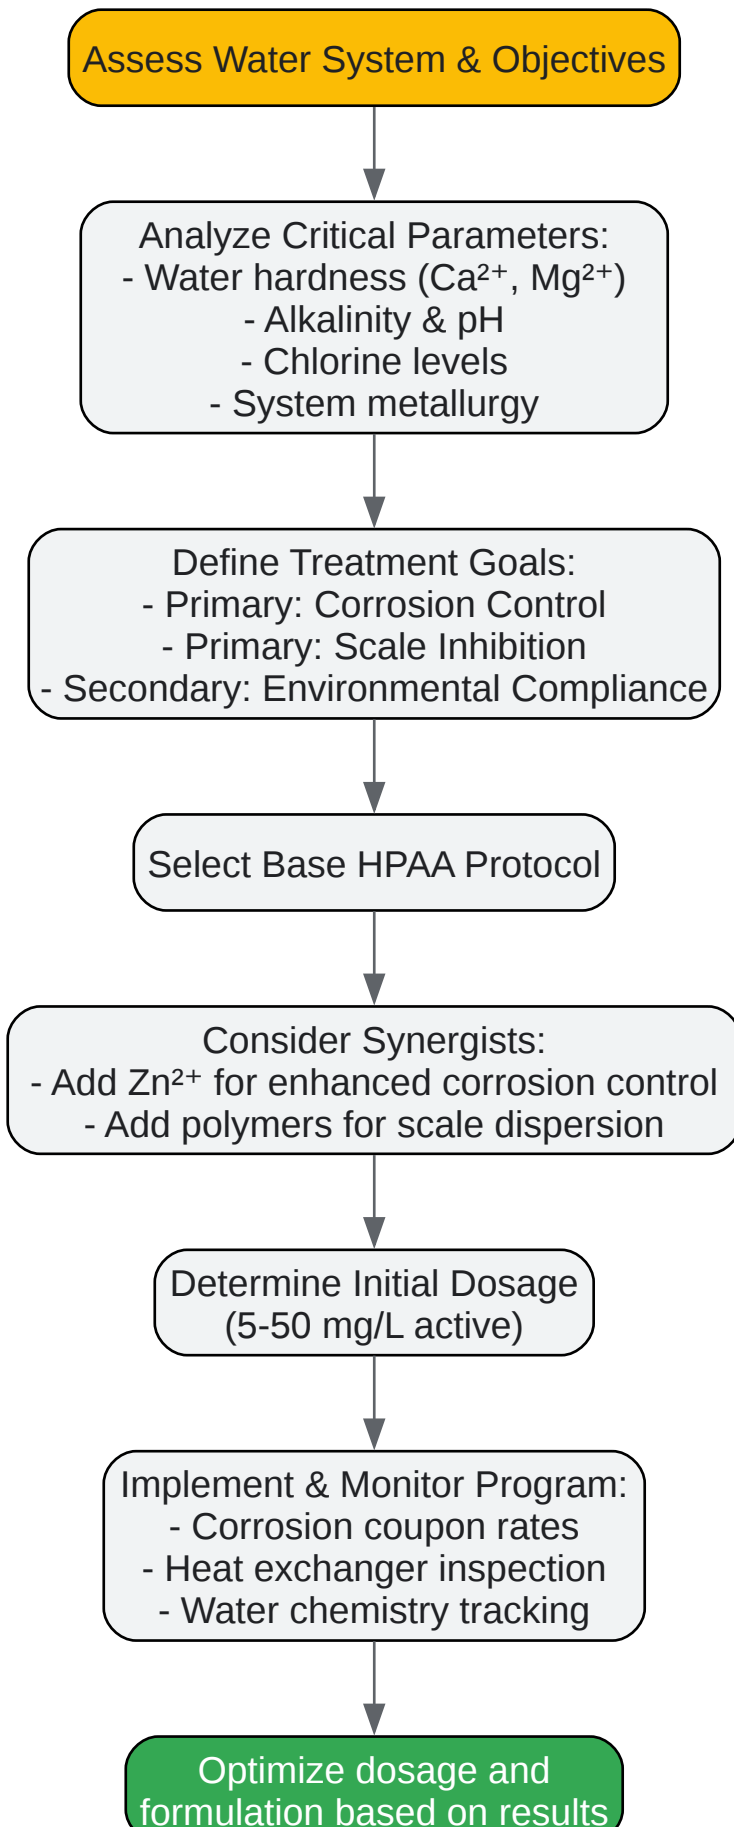 Assess Water System & Objectives
Analyze Critical Parameters:
- Water hardness (Ca²⁺, Mg²⁺)
- Alkalinity & pH
- Chlorine levels
- System metallurgy
Define Treatment Goals:
- Primary: Corrosion Control
- Primary: Scale Inhibition
- Secondary: Environmental Compliance
Select Base HPAA Protocol
Consider Synergists:
- Add Zn²⁺ for enhanced corrosion control
- Add polymers for scale dispersion
Determine Initial Dosage
(5-50 mg/L active)
Implement & Monitor Program:
- Corrosion coupon rates
- Heat exchanger inspection
- Water chemistry tracking
Optimize dosage and
formulation based on results